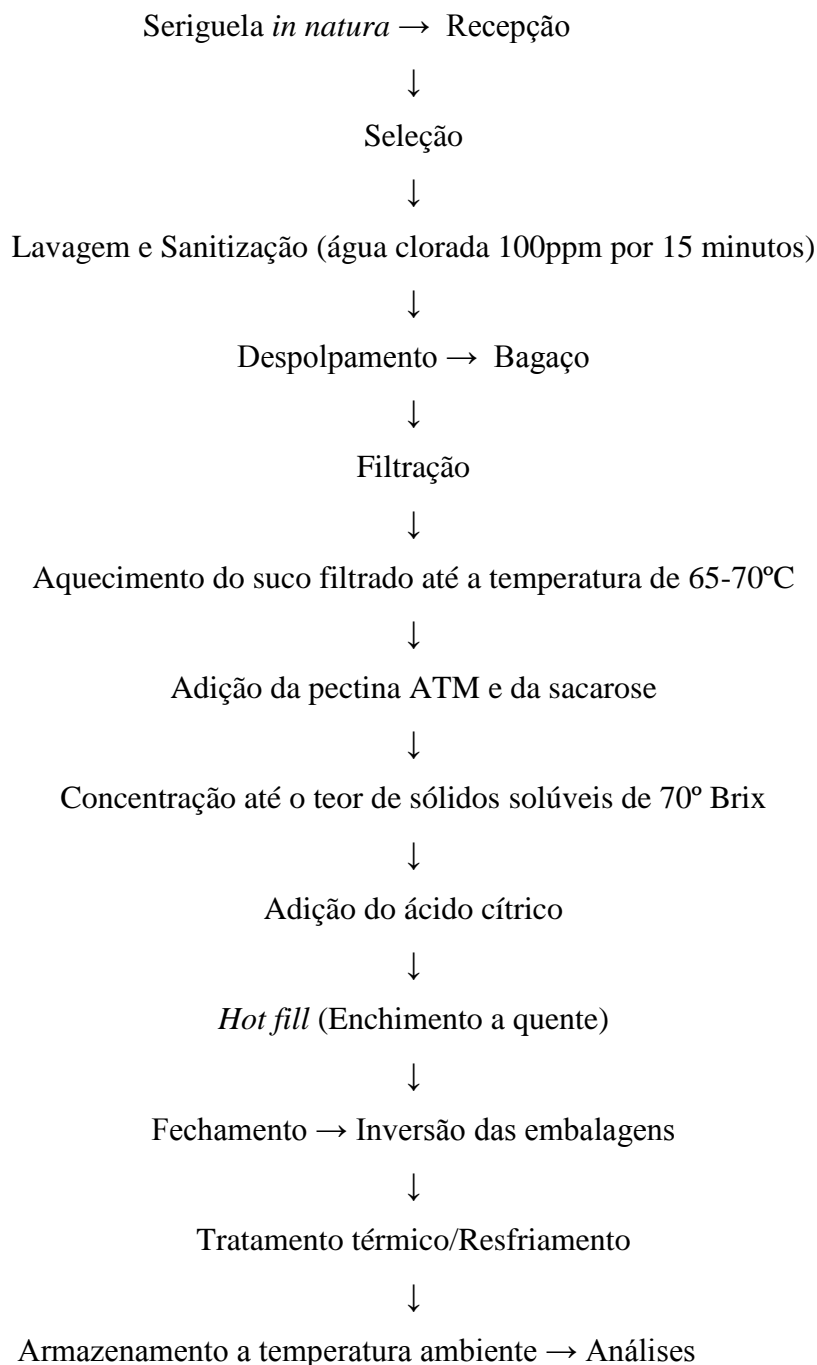 Seriguela in natura → Recepção
↓
Seleção
↓
Lavagem e Sanitização (água clorada 100ppm por 15 minutos)
↓
Despolpamento → Bagaço
↓
Filtração
↓
Aquecimento do suco filtrado até a temperatura de 65-70ºC
↓
Adição da pectina ATM e da sacarose
↓
Concentração até o teor de sólidos solúveis de 70º Brix
↓
Adição do ácido cítrico
↓
Hot fill (Enchimento a quente)
↓
Fechamento → Inversão das embalagens
↓
Tratamento térmico/Resfriamento
↓
Armazenamento a temperatura ambiente → Análises